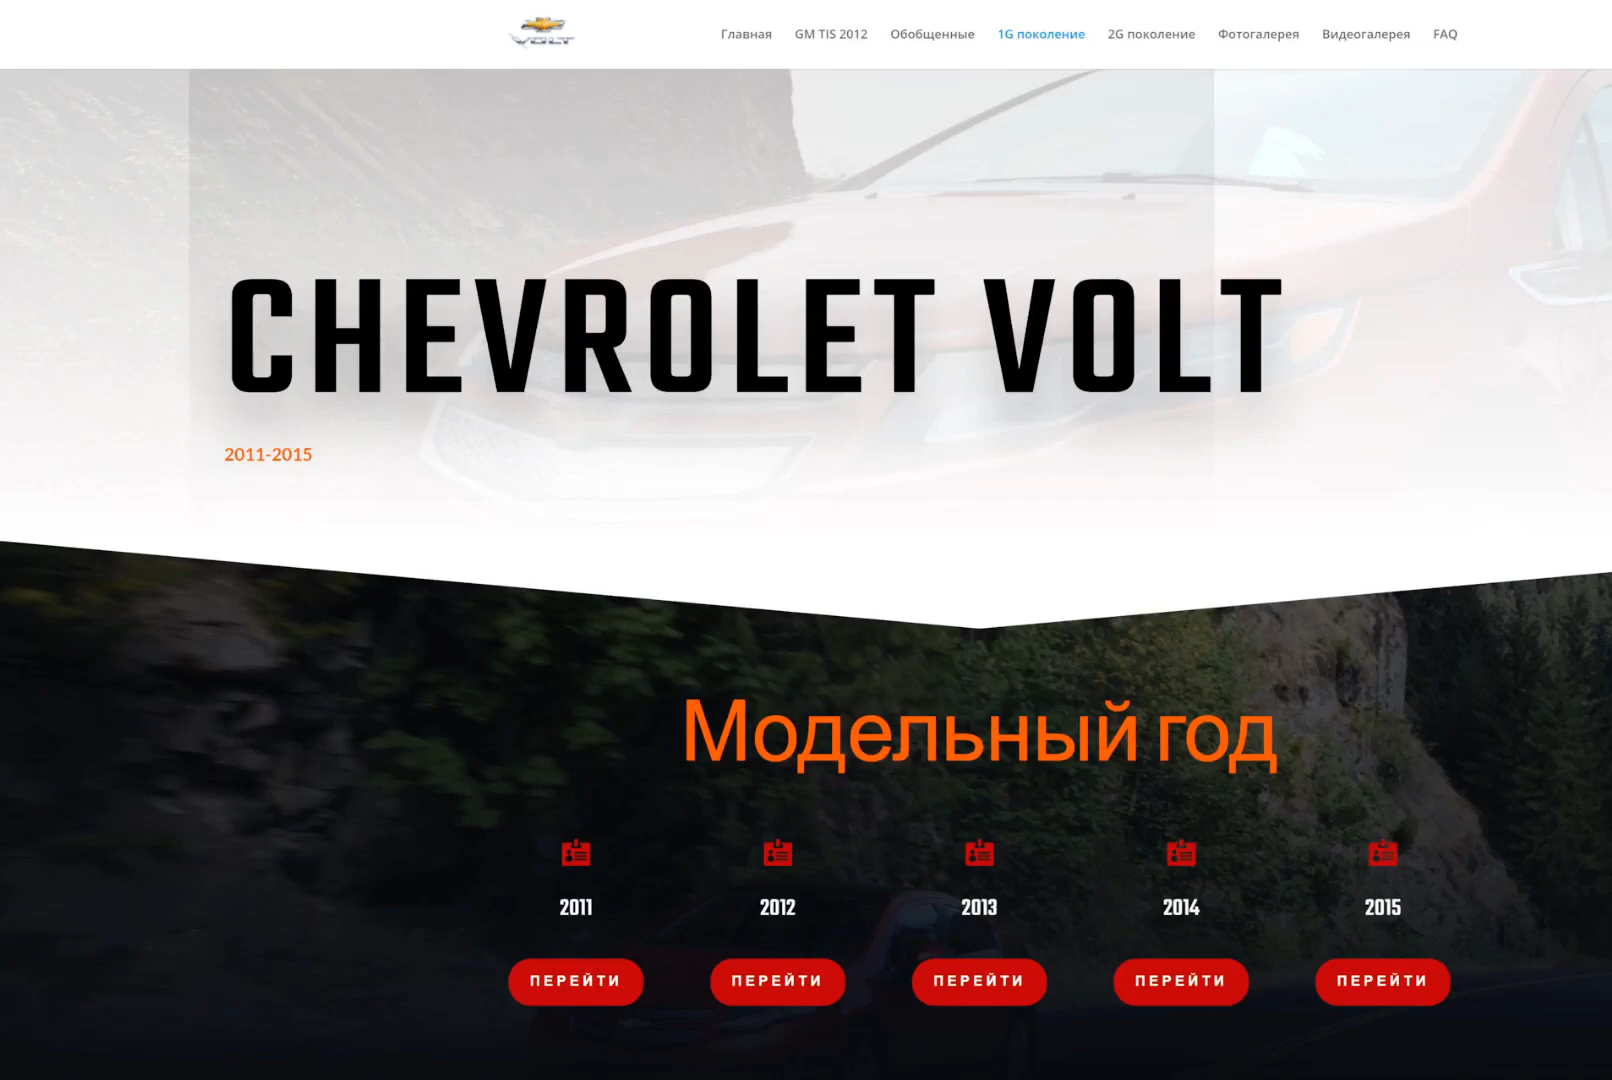 VOLT
Главная
GM TIS 2012
Обобщенные
1G поколение
2G поколение
Фотогалерея
Видеогалерея
FAQ
CHEVROLET VOLT
2011-2015
Модельный год
2011
2012
2013
2014
2015
ПЕРЕЙТИ
ПЕРЕЙТИ
ПЕРЕЙТИ
ПЕРЕЙТИ
ПЕРЕЙТИ